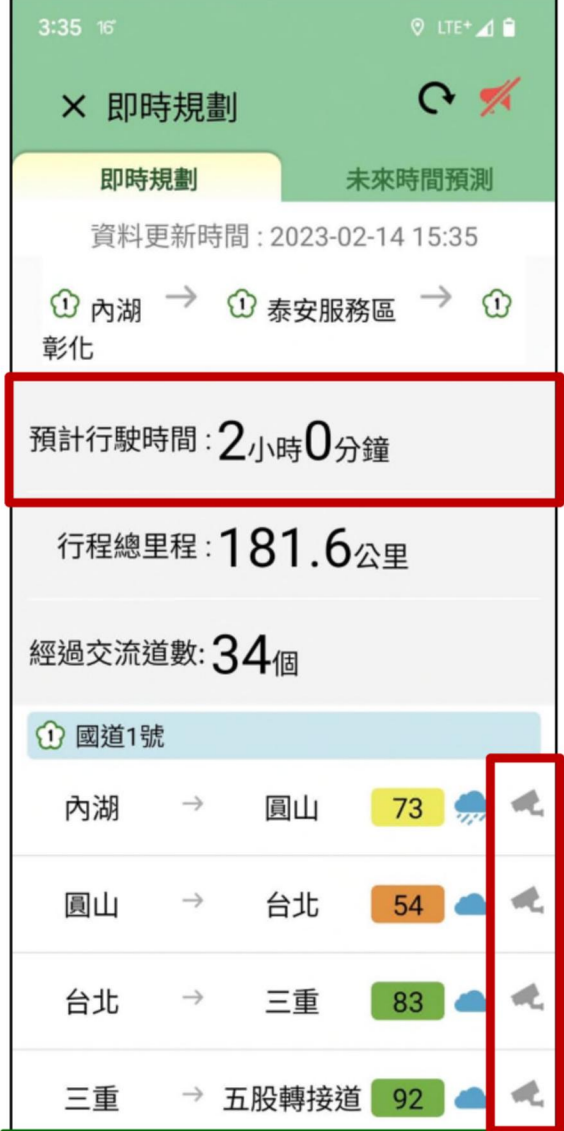 3:35 16° LTE+
× 即時規劃
即時規劃 未來時間預測
資料更新時間 : 2023-02-14 15:35
1 內湖 → 1 泰安服務區 → 1
彰化
預計行駛時間 : 2小時0分鐘
行程總里程 : 181.6公里
經過交流道數: 34個
1 國道1號
內湖 → 圓山 73
圓山 → 台北 54
台北 → 三重 83
三重 → 五股轉接道 92